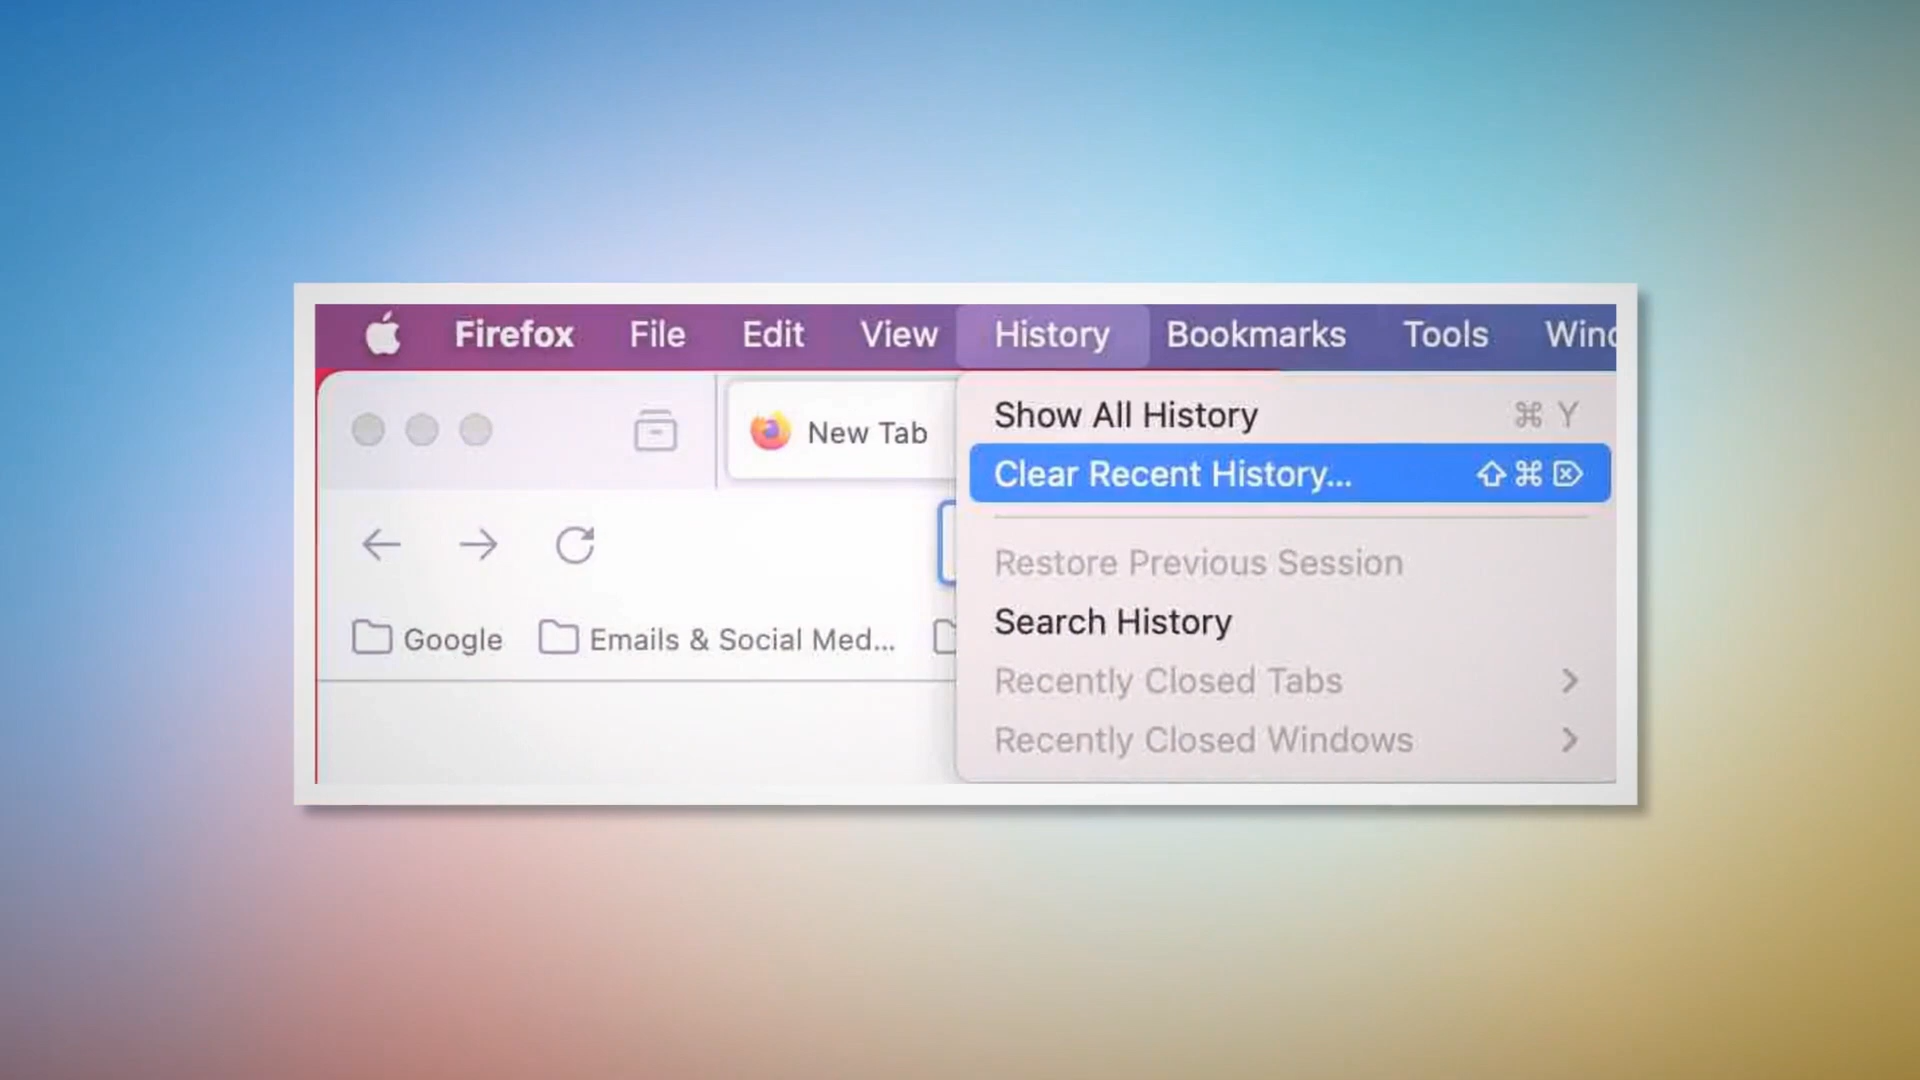 Firefox File Edit View History Bookmarks Tools
New Tab
Show All History ⌘ Y
Clear Recent History... ⇧ ⌘ ⌦
Restore Previous Session
Search History
Google Emails & Social Med...
Recently Closed Tabs
Recently Closed Windows